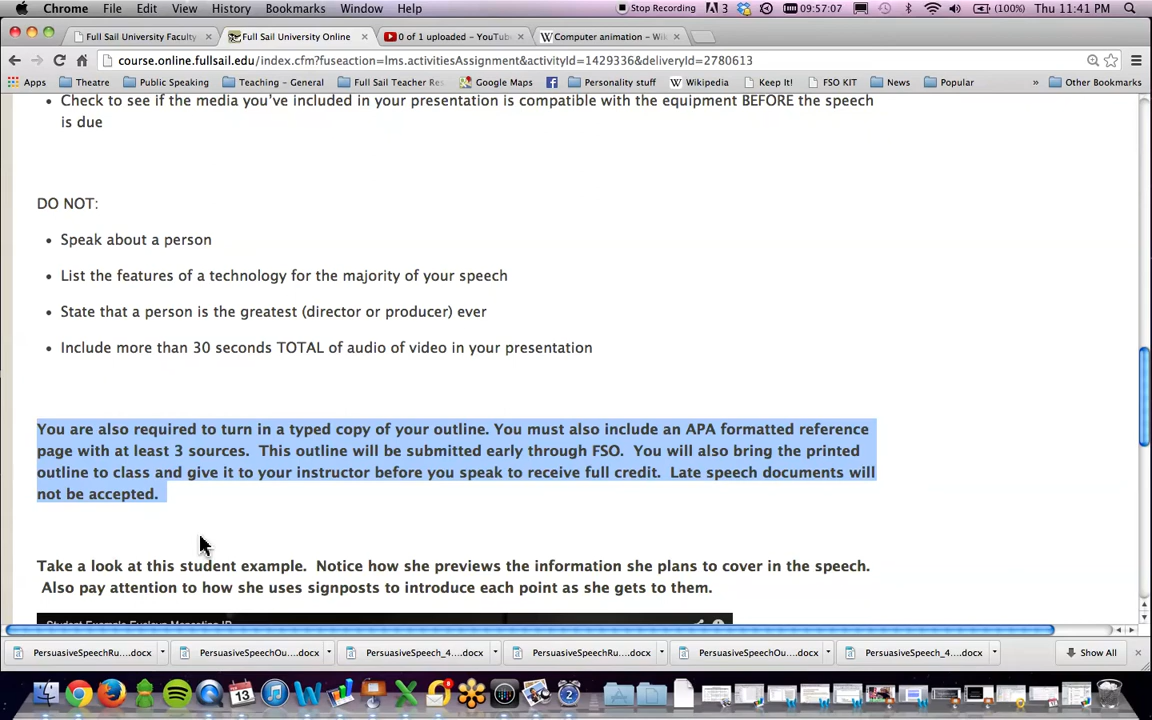 Chrome File Edit View History Bookmarks Window Help Stop Recording 3 09:57:07 (100%) Thu 11:41 PM
Full Sail University Faculty × Full Sail University Online × 0 of 1 uploaded – YouTu × Computer animation – Wi ×
course.online.fullsail.edu/index.cfm?fuseaction=lms.activitiesAssignment&activityId=1429336&deliveryId=2780613
Apps Theatre Public Speaking Teaching – General Full Sail Teacher Res Google Maps Personality stuff Wikipedia Keep It! FSO KIT News Popular » Other Bookmarks
• Check to see if the media you've included in your presentation is compatible with the equipment BEFORE the speech
is due
DO NOT:
• Speak about a person
• List the features of a technology for the majority of your speech
• State that a person is the greatest (director or producer) ever
• Include more than 30 seconds TOTAL of audio of video in your presentation
You are also required to turn in a typed copy of your outline. You must also include an APA formatted reference
page with at least 3 sources. This outline will be submitted early through FSO. You will also bring the printed
outline to class and give it to your instructor before you speak to receive full credit. Late speech documents will
not be accepted.
Take a look at this student example. Notice how she previews the information she plans to cover in the speech.
Also pay attention to how she uses signposts to introduce each point as she gets to them.
PersuasiveSpeechRu....docx PersuasiveSpeechOu....docx PersuasiveSpeech_4....docx PersuasiveSpeechRu....docx PersuasiveSpeechOu....docx PersuasiveSpeech_4....docx Show All ×